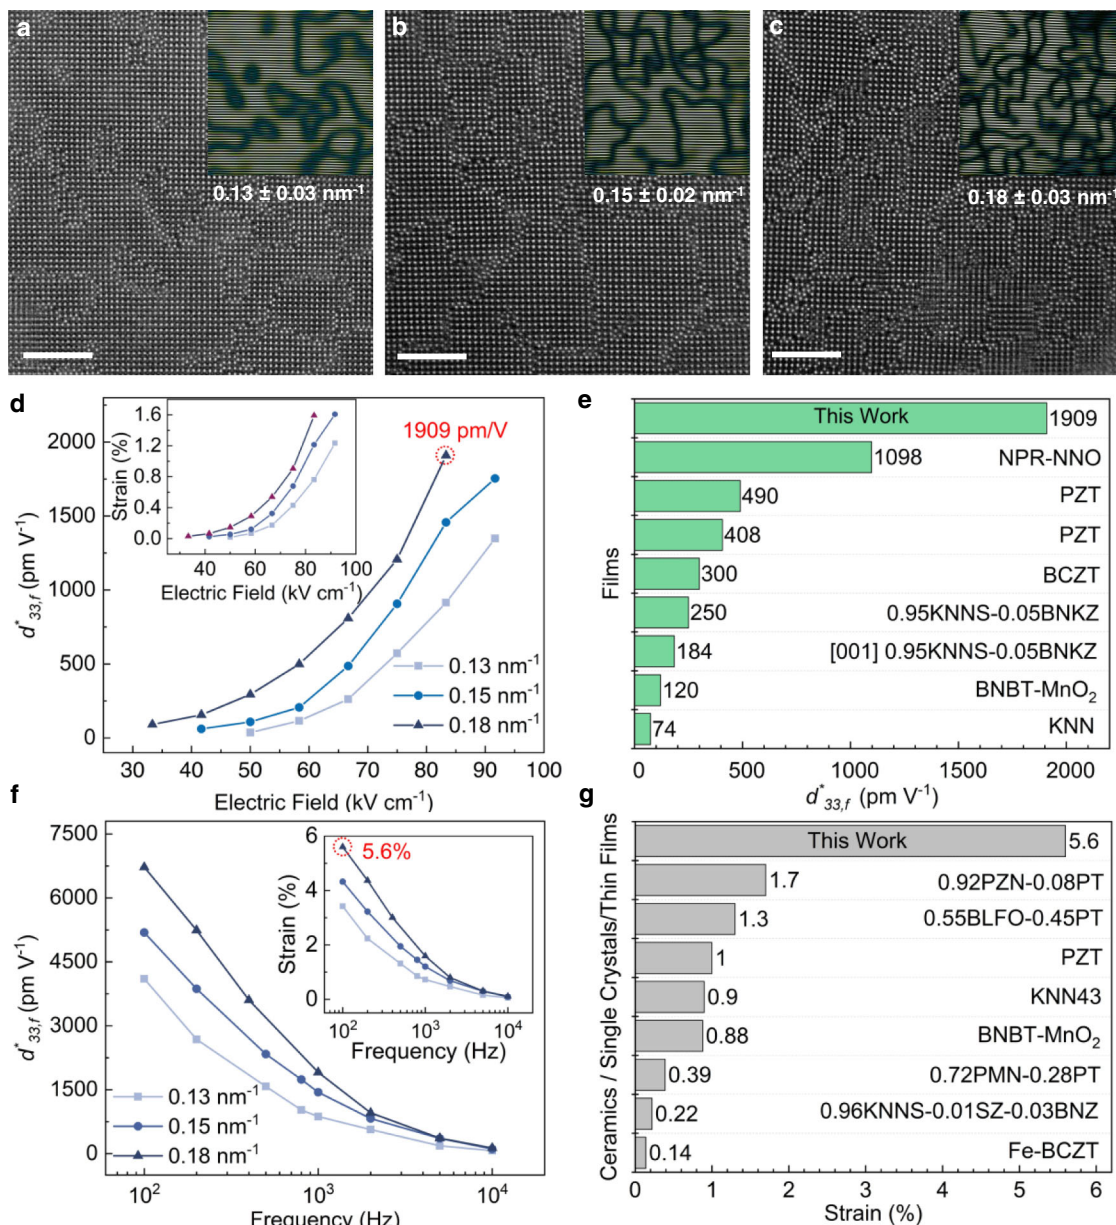 a
0.13 ± 0.03 nm⁻¹
b
0.15 ± 0.02 nm⁻¹
c
0.18 ± 0.03 nm⁻¹
d
2000
1500
1000
500
0
d*33,f (pm V⁻¹)
30 40 50 60 70 80 90 100
Electric Field (kV cm⁻¹)
1909 pm/V
0.13 nm⁻¹
0.15 nm⁻¹
0.18 nm⁻¹
1.6
1.2
0.8
0.4
0.0
Strain (%)
40 60 80 100
Electric Field (kV cm⁻¹)
e
Films
This Work 1909
1098 NPR-NNO
490 PZT
408 PZT
300 BCZT
250 0.95KNNS-0.05BNKZ
184 [001] 0.95KNNS-0.05BNKZ
120 BNBT-MnO₂
74 KNN
0 500 1000 1500 2000
d*33,f (pm V⁻¹)
f
7500
6000
4500
3000
1500
0
d*33,f (pm V⁻¹)
0.13 nm⁻¹
0.15 nm⁻¹
0.18 nm⁻¹
10² 10³ 10⁴
Frequency (Hz)
6
4
2
0
Strain (%)
5.6%
10² 10³ 10⁴
Frequency (Hz)
g
Ceramics / Single Crystals/Thin Films
This Work 5.6
1.7 0.92PZN-0.08PT
1.3 0.55BLFO-0.45PT
1 PZT
0.9 KNN43
0.88 BNBT-MnO₂
0.39 0.72PMN-0.28PT
0.22 0.96KNNS-0.01SZ-0.03BNZ
0.14 Fe-BCZT
0 1 2 3 4 5 6
Strain (%)